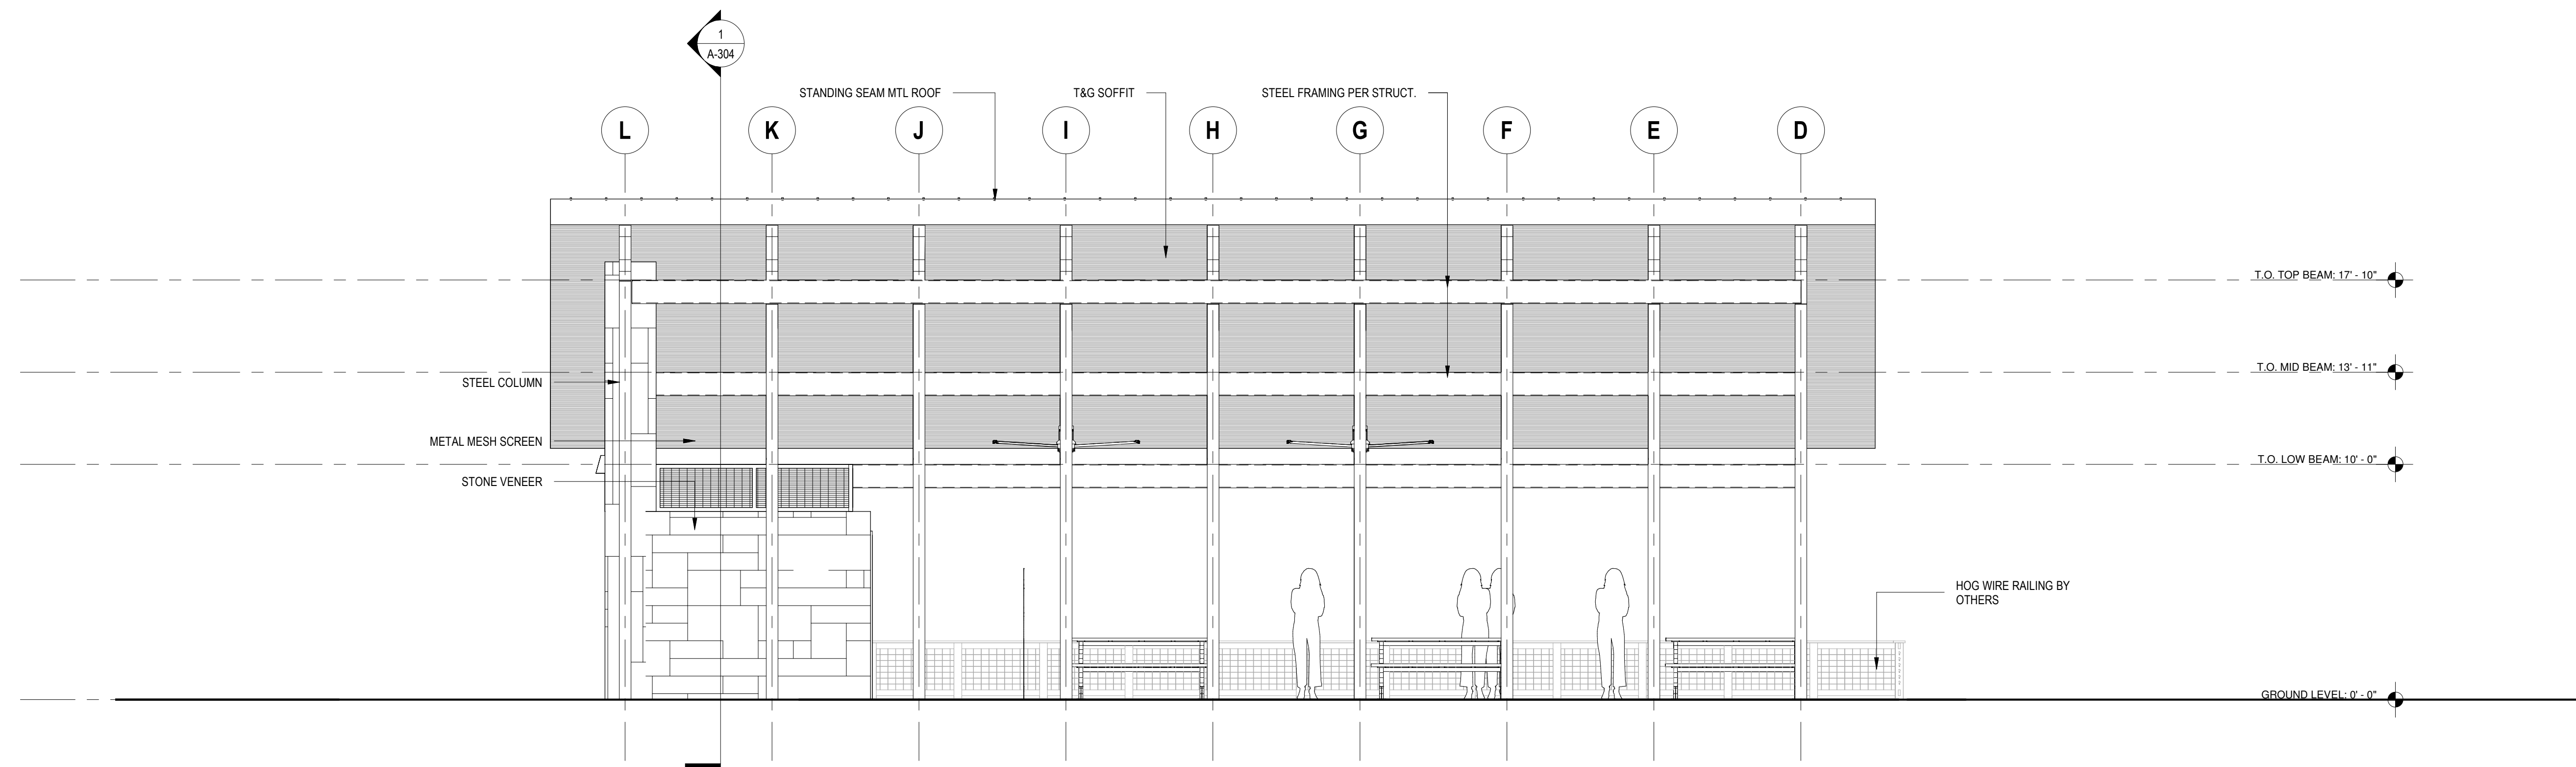 1
A-304
STANDING SEAM MTL ROOF
T&G SOFFIT
STEEL FRAMING PER STRUCT.
L
K
J
I
H
G
F
E
D
T.O. TOP BEAM: 17' - 10"
T.O. MID BEAM: 13' - 11"
STEEL COLUMN
METAL MESH SCREEN
T.O. LOW BEAM: 10' - 0"
STONE VENEER
HOG WIRE RAILING BY
OTHERS
GROUND LEVEL: 0' - 0"